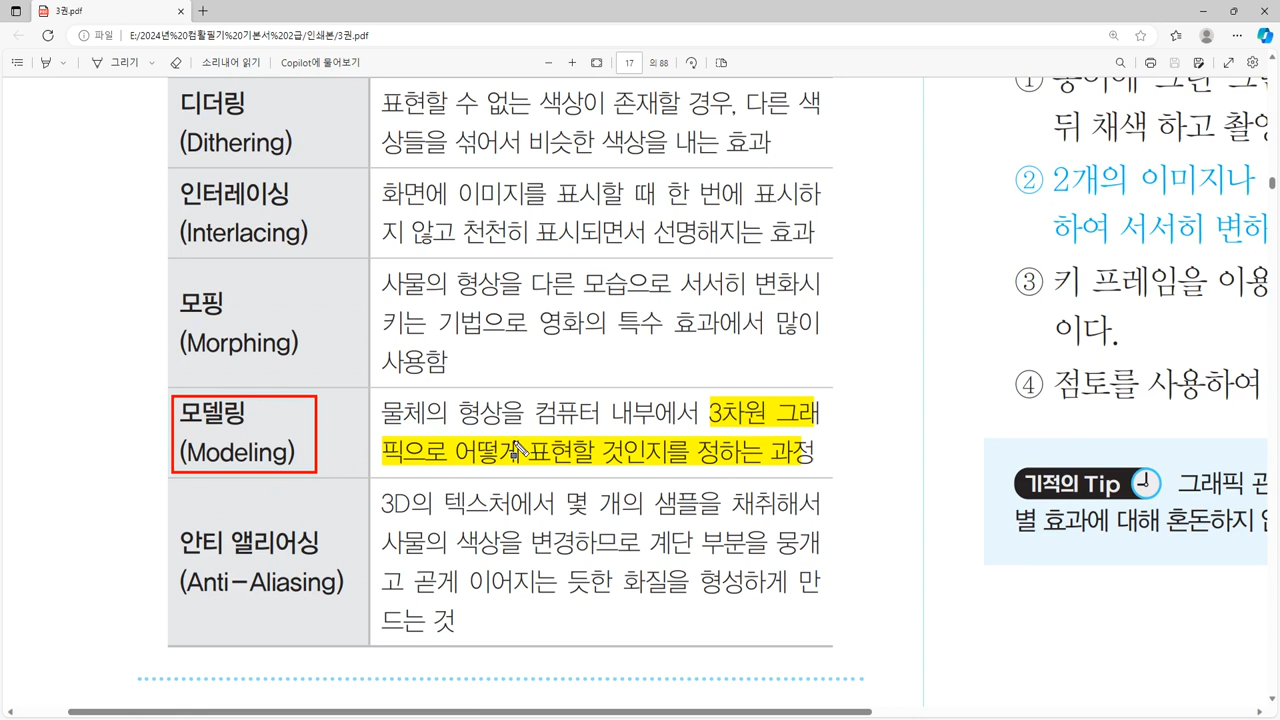 3권.pdf
파일 E:/2024년%20컴활필기%20기본서%202급/인쇄본/3권.pdf
그리기 소리내어 읽기 Copilot에 물어보기 17 의 88
디더링
(Dithering)
표현할 수 없는 색상이 존재할 경우, 다른 색
상들을 섞어서 비슷한 색상을 내는 효과
인터레이싱
(Interlacing)
화면에 이미지를 표시할 때 한 번에 표시하
지 않고 천천히 표시되면서 선명해지는 효과
모핑
(Morphing)
사물의 형상을 다른 모습으로 서서히 변화시
키는 기법으로 영화의 특수 효과에서 많이
사용함
모델링
(Modeling)
물체의 형상을 컴퓨터 내부에서 3차원 그래
픽으로 어떻게 표현할 것인지를 정하는 과정
안티 앨리어싱
(Anti-Aliasing)
3D의 텍스처에서 몇 개의 샘플을 채취해서
사물의 색상을 변경하므로 계단 부분을 뭉개
고 곧게 이어지는 듯한 화질을 형성하게 만
드는 것
뒤 채색 하고
② 2개의 이미지나
하여 서서히
③ 키 프레임을
이다.
④ 점토를 사용하여
기적의 Tip 그래픽
별 효과에 대해 혼돈하지